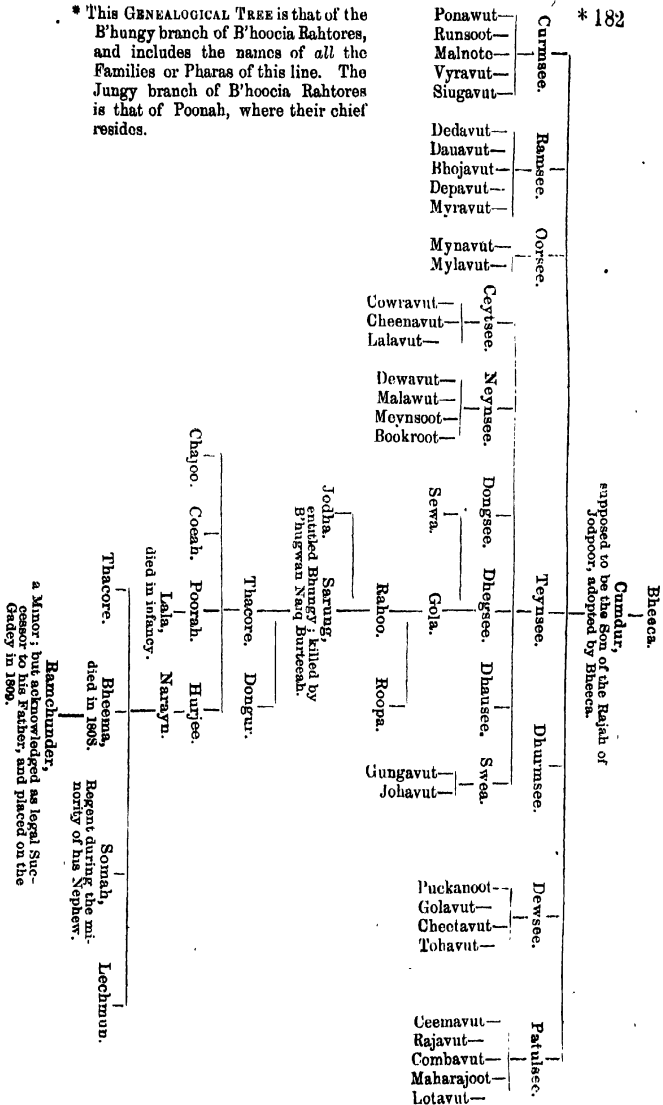 * 182
* This GENEALOGICAL TREE is that of the
B'hungy branch of B'hoocia Rahtores,
and includes the names of all the
Families or Pharas of this line. The
Jungy branch of B'hoocia Rahtores
is that of Poonah, where their chief
resides.
Bheeca.
Cumdur,
supposed to be the Son of the Rajah of
Jodpoor, adopted by Bheeca.
Curmsee.
Ramsee.
Oorsee.
Teynsee.
Dhurmsee.
Dewsee.
Patulsee.
Ponawut—
Runsoot—
Malnote—
Vyravut—
Siugavut—
Dedavut—
Dauavut—
Bhojavut—
Depavut—
Myravut—
Mynavut—
Mylavut—
Puckanoot—
Golavut—
Cheetavut—
Tohavut—
Ceemavut—
Rajavut—
Combavut—
Maharajoot—
Lotavut—
Ceytsee.
Neynsee.
Dongsee.
Dhegsee.
Dhausee.
Swea.
Cowravut—
Cheenavut—
Lalavut—
Dewavut—
Malawut—
Meynsoot—
Bookroot—
Gungavut—
Johavut—
Sewa.
Gola.
Rahoo.
Roopa.
Jodha.
Sarung,
entitled Bhungy; killed by
B'hugwan Naiq Burteeah.
Thacore.
Dongur.
Chajoo.
Coeah.
Poorah.
Hurjee.
Lala,
died in infancy.
Narayn.
Thacore.
Bheema,
died in 1808.
Somah,
Regent during the mi-
nority of his Nephew.
Lechmun.
Ramchunder,
a Minor; but acknowledged as legal Suc-
cessor to his Father, and placed on the
Gadey in 1809.